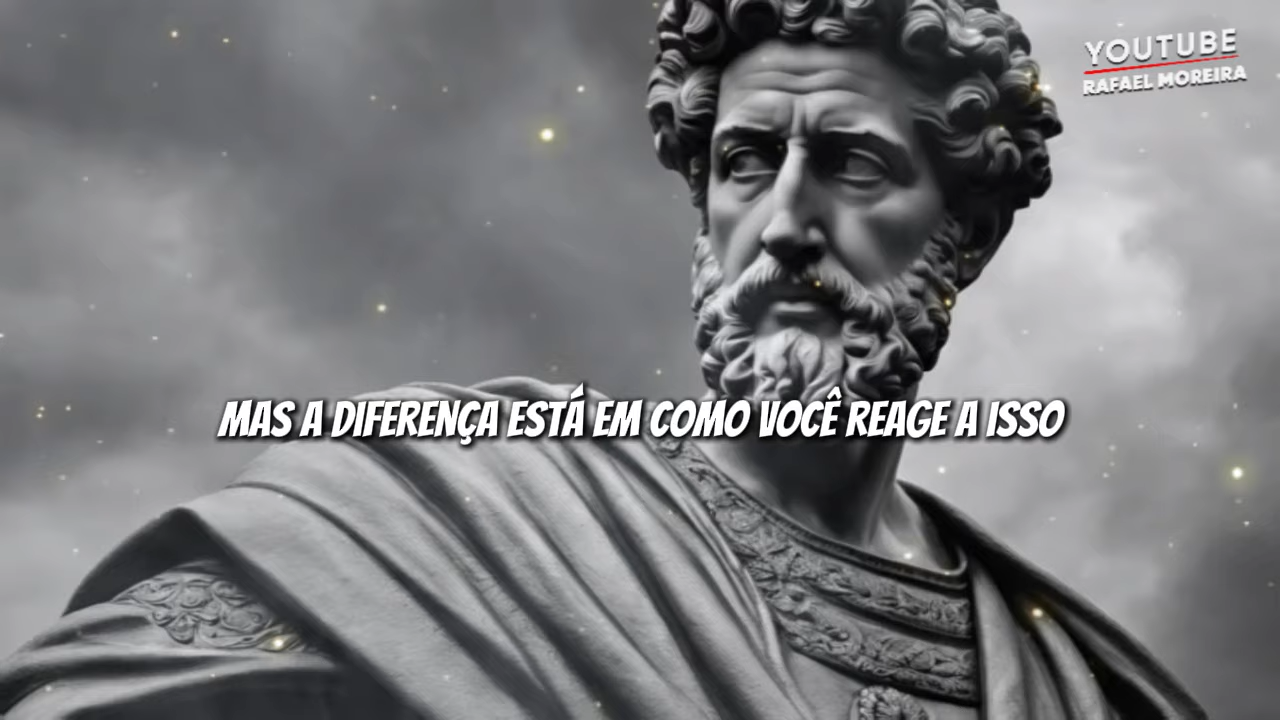 YOUTUBE
RAFAEL MOREIRA
MAS A DIFERENÇA ESTÁ EM COMO VOCÊ REAGE A ISSO